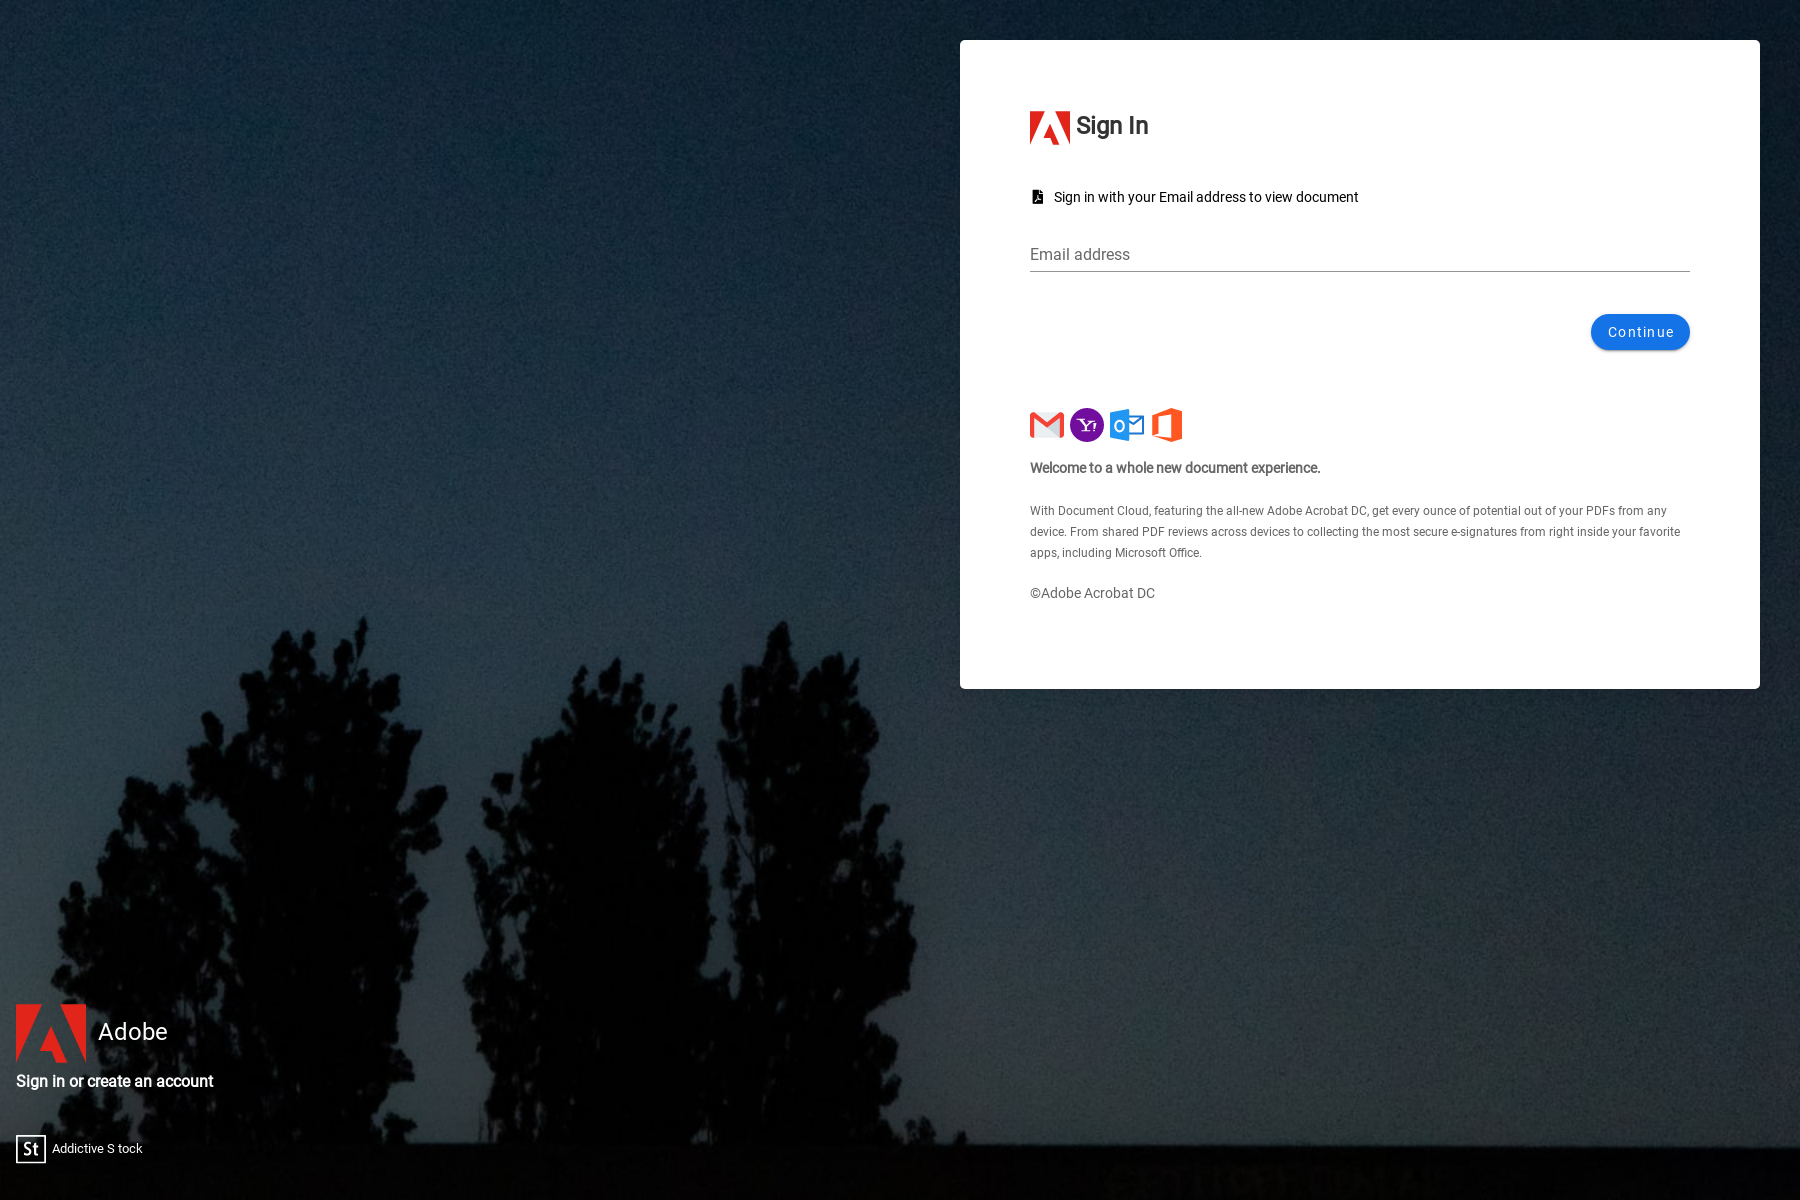 Sign In
Sign in with your Email address to view document
Email address
Continue
Welcome to a whole new document experience.
With Document Cloud, featuring the all-new Adobe Acrobat DC, get every ounce of potential out of your PDFs from any
device. From shared PDF reviews across devices to collecting the most secure e-signatures from right inside your favorite
apps, including Microsoft Office.
©Adobe Acrobat DC
Adobe
Sign in or create an account
St Addictive S tock